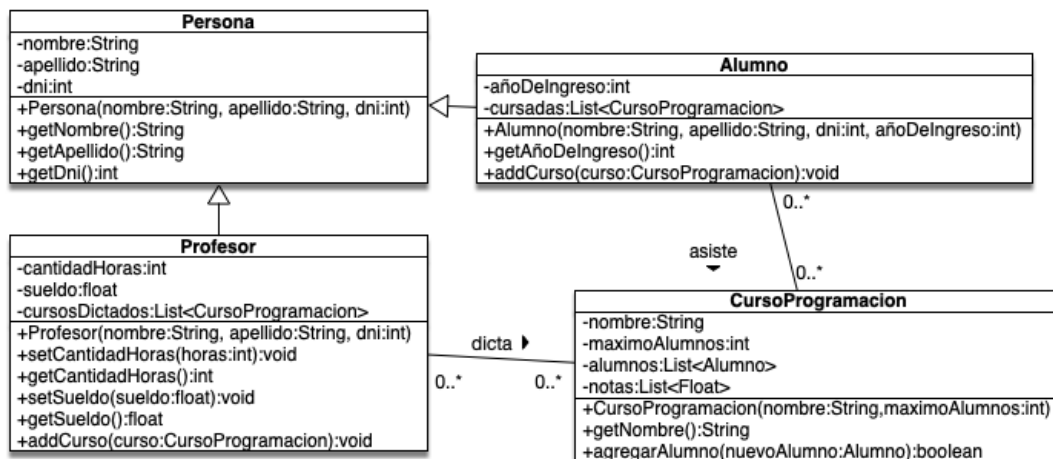 Persona
-nombre:String
-apellido:String
-dni:int
+Persona(nombre:String, apellido:String, dni:int)
+getNombre():String
+getApellido():String
+getDni():int
Alumno
-añoDeIngreso:int
-cursadas:List<CursoProgramacion>
+Alumno(nombre:String, apellido:String, dni:int, añoDeIngreso:int)
+getAñoDeIngreso():int
+addCurso(curso:CursoProgramacion):void
0..*
asiste
0..*
Profesor
-cantidadHoras:int
-sueldo:float
-cursosDictados:List<CursoProgramacion>
+Profesor(nombre:String, apellido:String, dni:int)
+setCantidadHoras(horas:int):void
+getCantidadHoras():int
+setSueldo(sueldo:float):void
+getSueldo():float
+addCurso(curso:CursoProgramacion):void
dicta
0..*
0..*
CursoProgramacion
-nombre:String
-maximoAlumnos:int
-alumnos:List<Alumno>
-notas:List<Float>
+CursoProgramacion(nombre:String,maximoAlumnos:int)
+getNombre():String
+agregarAlumno(nuevoAlumno:Alumno):boolean